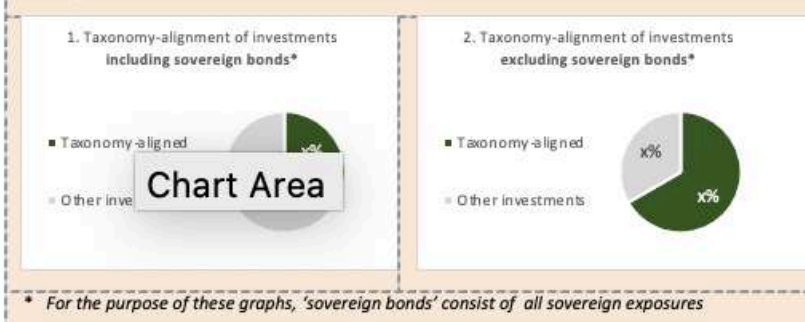 1. Taxonomy-alignment of investments
including sovereign bonds*
Taxonomy-aligned
x%
Other inve
Chart Area
2. Taxonomy-alignment of investments
excluding sovereign bonds*
Taxonomy-aligned
x%
Other investments
x%
* For the purpose of these graphs, ‘sovereign bonds’ consist of all sovereign exposures